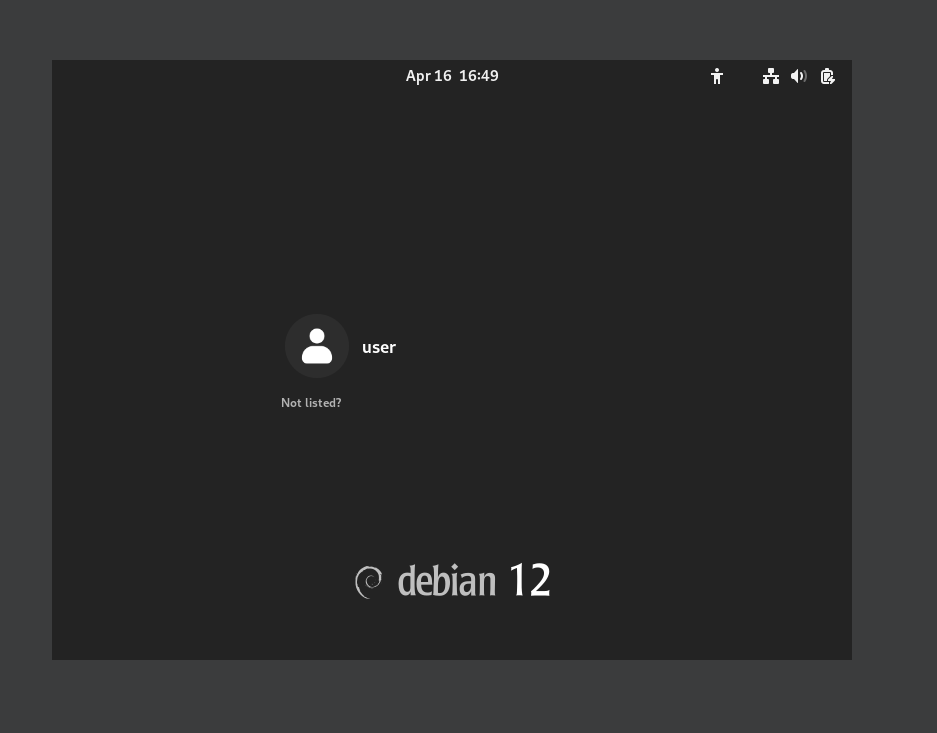 Apr 16 16:49
user
Not listed?
debian 12